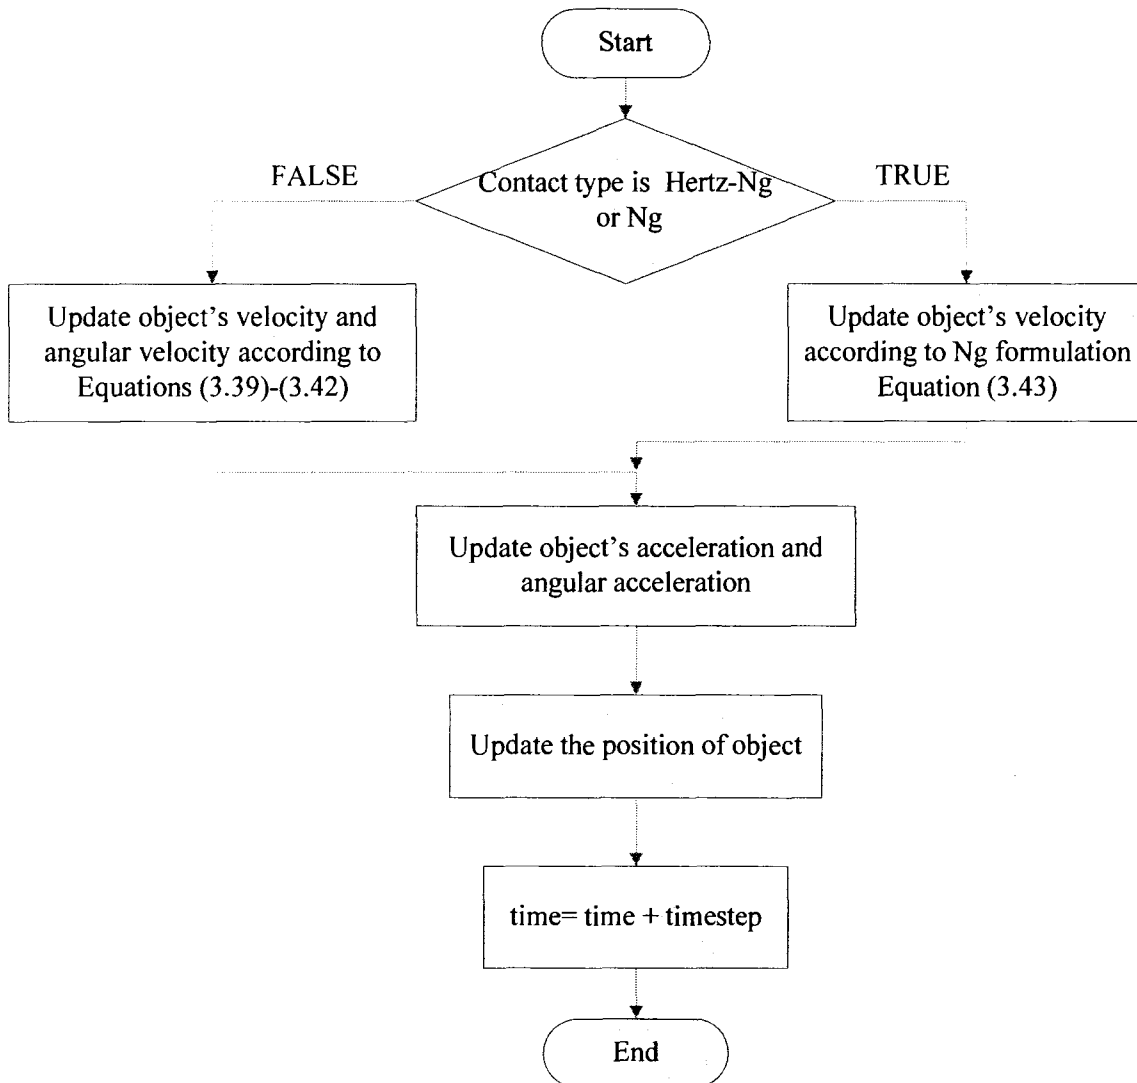 Start
Contact type is Hertz-Ng
or Ng
FALSE
TRUE
Update object's velocity and
angular velocity according to
Equations (3.39)-(3.42)
Update object's velocity
according to Ng formulation
Equation (3.43)
Update object's acceleration and
angular acceleration
Update the position of object
time= time + timestep
End